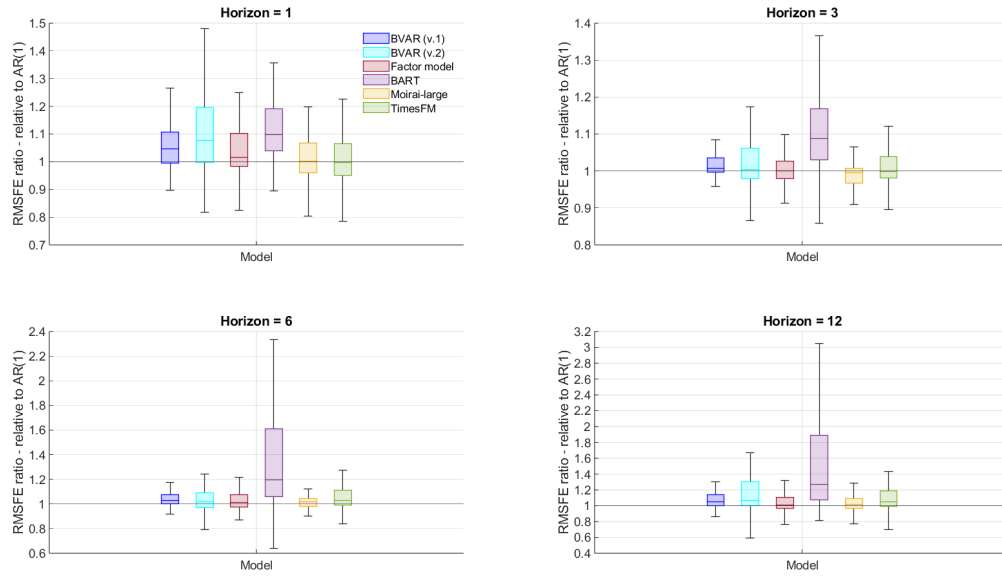 Horizon = 1
RMSFE ratio - relative to AR(1)
1.5
1.4
1.3
1.2
1.1
1
0.9
0.8
0.7
BVAR (v.1)
BVAR (v.2)
Factor model
BART
Moirai-large
TimesFM
Model
Horizon = 3
RMSFE ratio - relative to AR(1)
1.4
1.3
1.2
1.1
1
0.9
0.8
Model
Horizon = 6
RMSFE ratio - relative to AR(1)
2.4
2.2
2
1.8
1.6
1.4
1.2
1
0.8
0.6
Model
Horizon = 12
RMSFE ratio - relative to AR(1)
3.2
3
2.8
2.6
2.4
2.2
2
1.8
1.6
1.4
1.2
1
0.8
0.6
0.4
Model